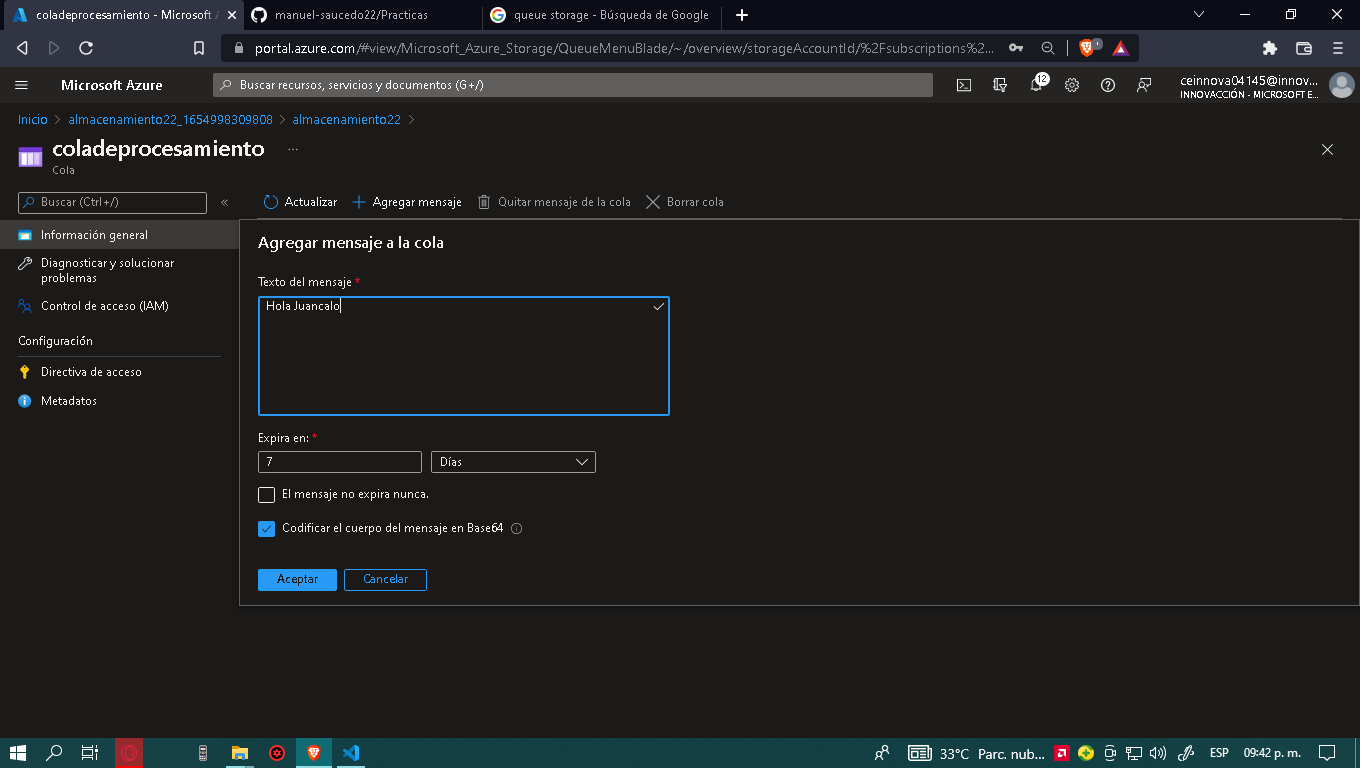 coladeprocesamiento - Microsoft A
manuel-saucedo22/Practicas
queue storage - Búsqueda de Google
portal.azure.com/#view/Microsoft_Azure_Storage/QueueMenuBlade/~/overview/storageAccountId/%2Fsubscriptions%2...
1
Microsoft Azure
Buscar recursos, servicios y documentos (G+/)
12
ceinnova04145@innov...
INNOVACCIÓN - MICROSOFT E...
Inicio > almacenamiento22_1654998309808 > almacenamiento22 >
coladeprocesamiento ...
Cola
Buscar (Ctrl+/)
«
Actualizar
Agregar mensaje
Quitar mensaje de la cola
Borrar cola
Información general
Diagnosticar y solucionar
problemas
Control de acceso (IAM)
Configuración
Directiva de acceso
Metadatos
Agregar mensaje a la cola
Texto del mensaje *
Hola Juancalo
Expira en: *
7
Días
El mensaje no expira nunca.
Codificar el cuerpo del mensaje en Base64
Aceptar
Cancelar
33°C Parc. nub...
ESP
09:42 p. m.